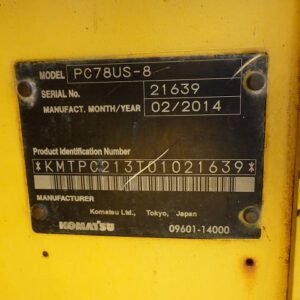 MODEL PC78US-8
SERIAL NO. 21639
MANUFACT. MONTH/YEAR 02/2014
Product Identification Number
*KMTPC213T01021639*
MANUFACTURER
Komatsu Ltd., Tokyo, Japan
KOMATSU 09601-14000